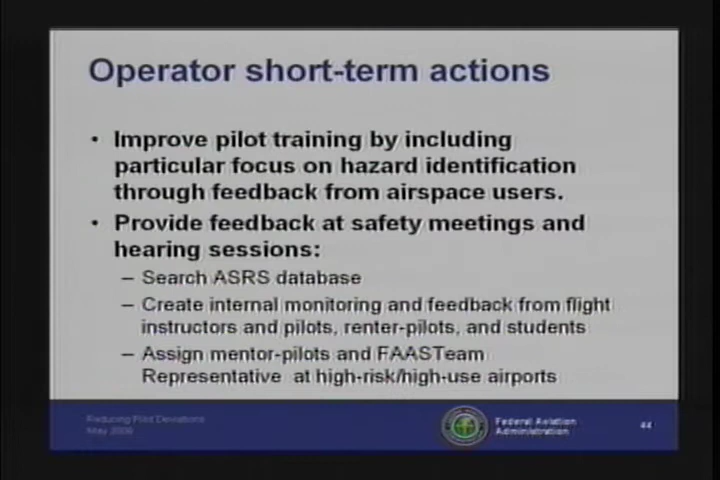 Operator short-term actions
• Improve pilot training by including
particular focus on hazard identification
through feedback from airspace users.
• Provide feedback at safety meetings and
hearing sessions:
– Search ASRS database
– Create internal monitoring and feedback from flight
instructors and pilots, renter-pilots, and students
– Assign mentor-pilots and FAASTeam
Representative at high-risk/high-use airports
Reducing Pilot Deviations
May 2009
Federal Aviation
Administration
44